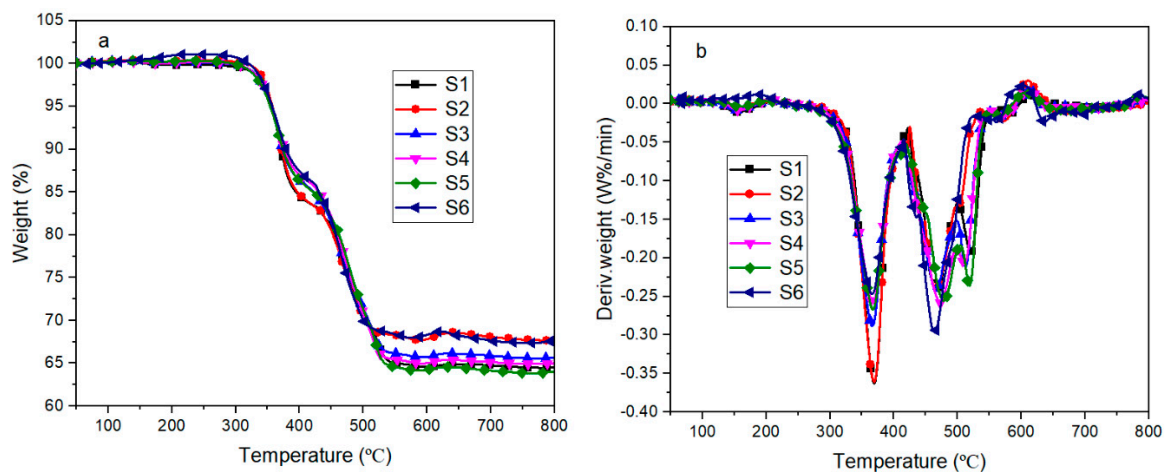 a
105
100
95
90
85
80
75
70
65
60
Weight (%)
100 200 300 400 500 600 700 800
Temperature (ºC)
S1
S2
S3
S4
S5
S6
b
0.10
0.05
0.00
-0.05
-0.10
-0.15
-0.20
-0.25
-0.30
-0.35
-0.40
Deriv.weight (W%/min)
100 200 300 400 500 600 700 800
Temperature (ºC)
S1
S2
S3
S4
S5
S6